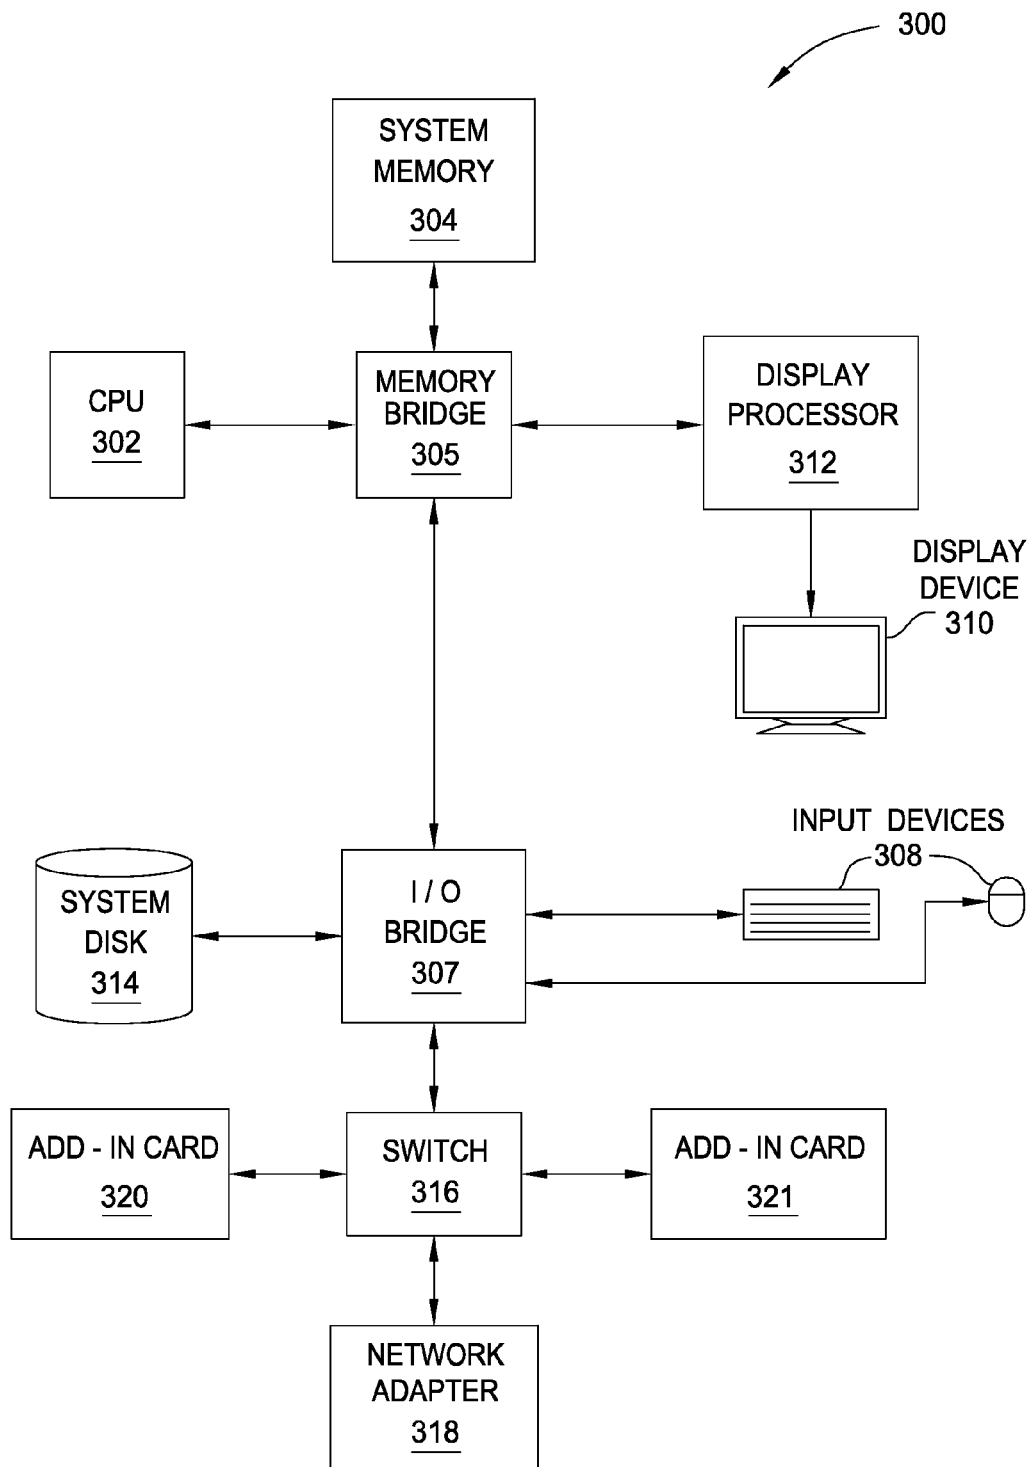 300
SYSTEM
MEMORY
304
CPU
302
MEMORY
BRIDGE
305
DISPLAY
PROCESSOR
312
DISPLAY
DEVICE
310
INPUT DEVICES
308
SYSTEM
DISK
314
I / O
BRIDGE
307
ADD - IN CARD
320
SWITCH
316
ADD - IN CARD
321
NETWORK
ADAPTER
318